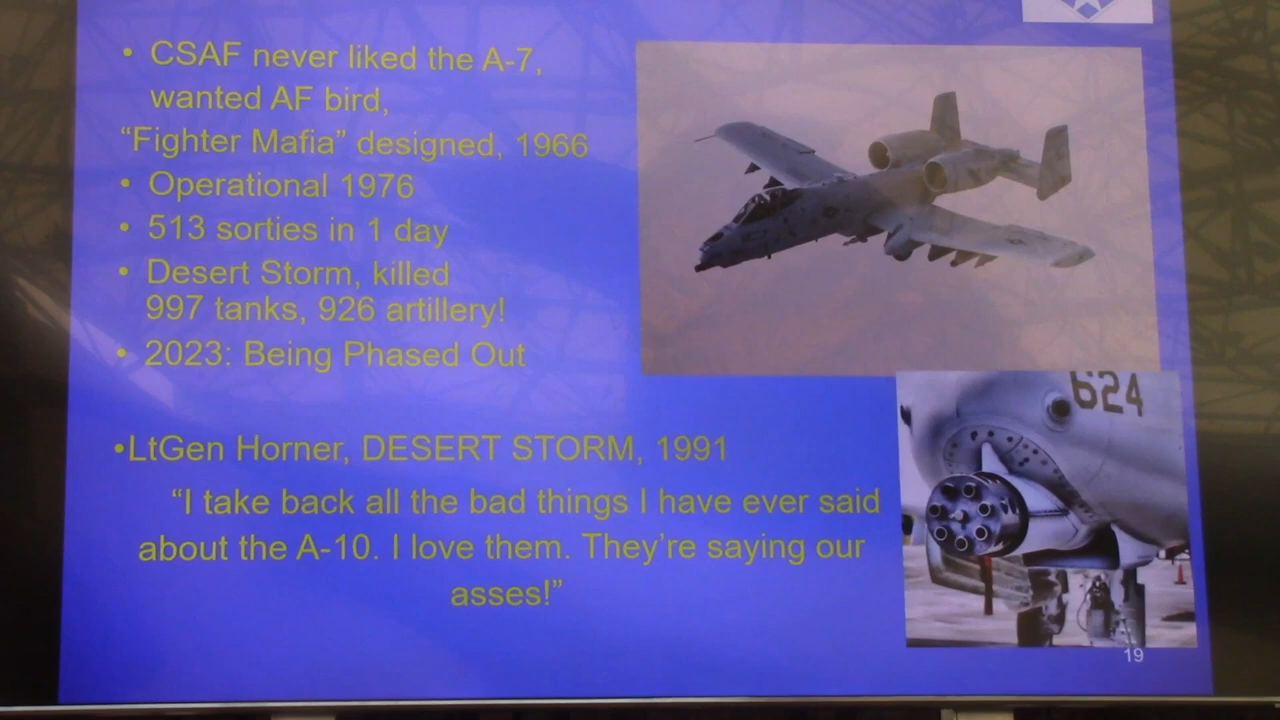 • CSAF never liked the A-7,
wanted AF bird,
“Fighter Mafia” designed, 1966
• Operational 1976
• 513 sorties in 1 day
• Desert Storm, killed
997 tanks, 926 artillery!
• 2023: Being Phased Out
•LtGen Horner, DESERT STORM, 1991
“I take back all the bad things I have ever said
about the A-10. I love them. They’re saying our
asses!”
624
19